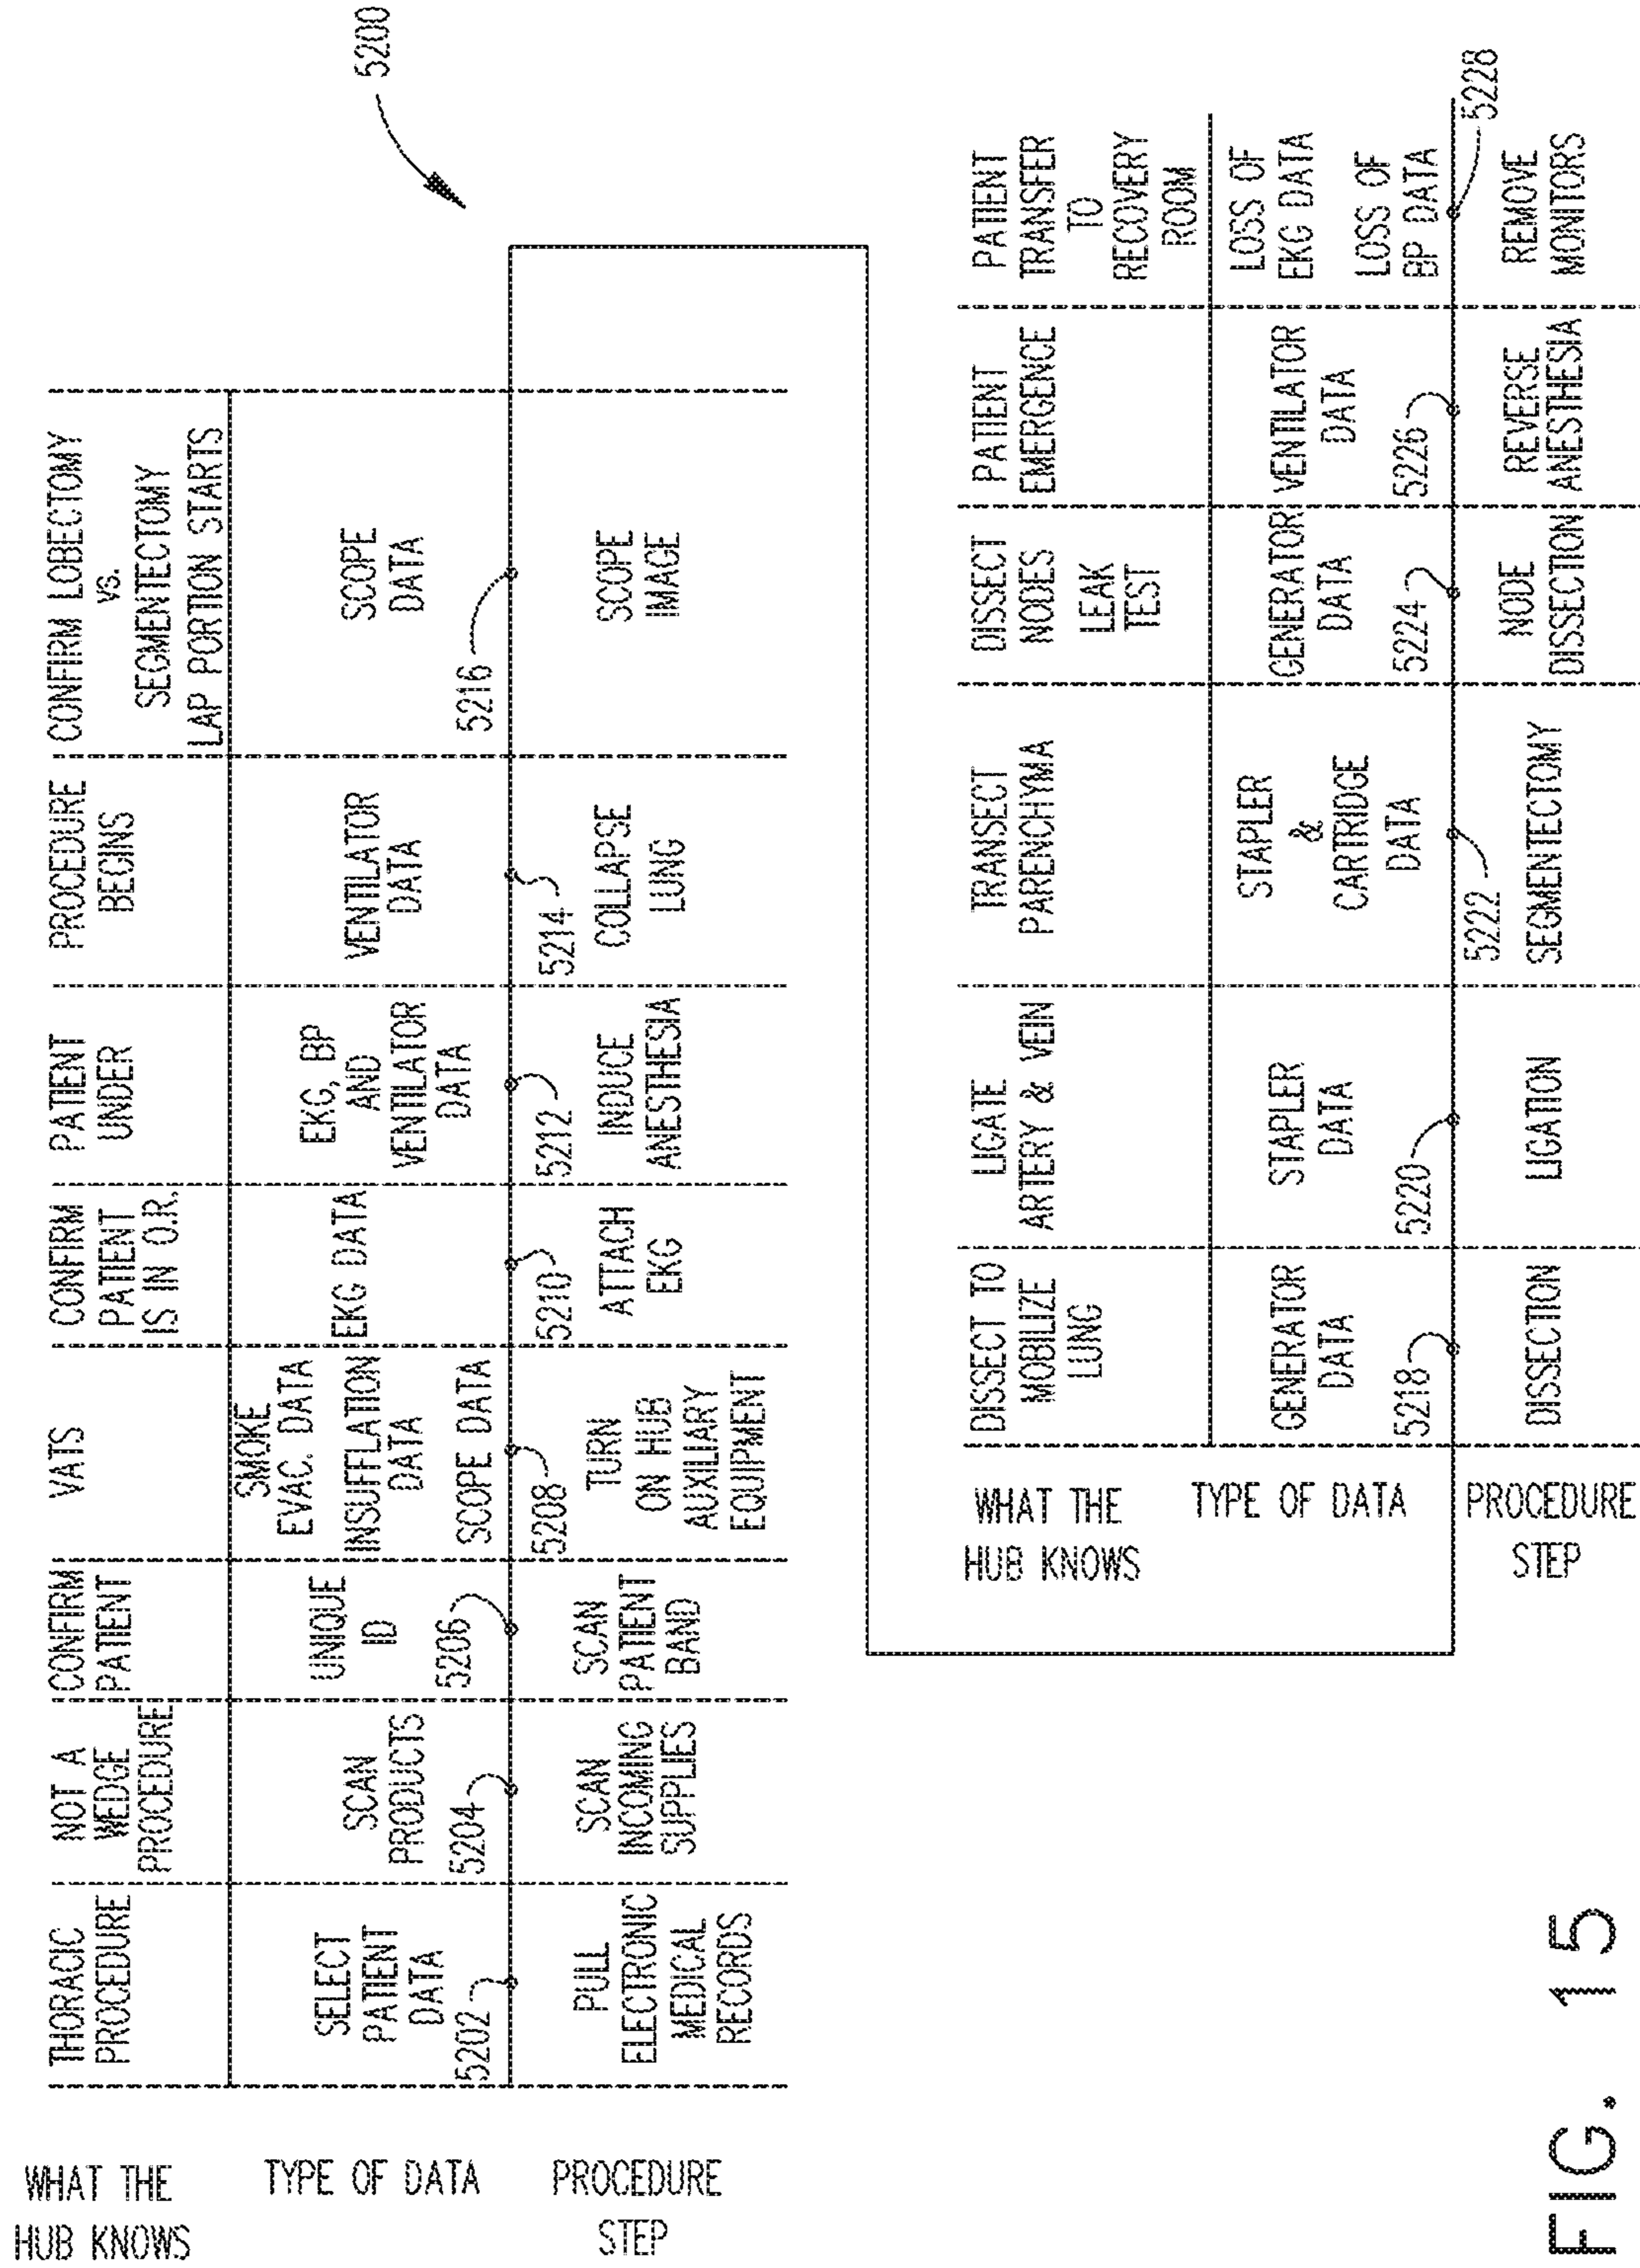 5200
WHAT THE
HUB KNOWS
THORACIC
PROCEDURE
NOT A
WEDGE
PROCEDURE
CONFIRM
PATIENT
VATS
CONFIRM
PATIENT
IS IN O.R.
PATIENT
UNDER
PROCEDURE
BEGINS
CONFIRM LOBECTOMY
vs.
SEGMENTECTOMY
LAP PORTION STARTS
TYPE OF DATA
SELECT
PATIENT
DATA
5202
SCAN
PRODUCTS
5204
UNIQUE
ID
5206
SMOKE
EVAC. DATA
INSUFFLATION
DATA
SCOPE DATA
5208
EKG DATA
5210
EKG, BP
AND
VENTILATOR
DATA
5212
VENTILATOR
DATA
5214
SCOPE
DATA
5216
PROCEDURE
STEP
PULL
ELECTRONIC
MEDICAL
RECORDS
SCAN
INCOMING
SUPPLIES
SCAN
PATIENT
BAND
TURN
ON HUB
AUXILIARY
EQUIPMENT
ATTACH
EKG
INDUCE
ANESTHESIA
COLLAPSE
LUNG
SCOPE
IMAGE
WHAT THE
HUB KNOWS
DISSECT TO
MOBILIZE
LUNG
LIGATE
ARTERY & VEIN
TRANSECT
PARENCHYMA
DISSECT
NODES
LEAK
TEST
PATIENT
EMERGENCE
PATIENT
TRANSFER
TO
RECOVERY
ROOM
TYPE OF DATA
GENERATOR
DATA
5218
STAPLER
DATA
5220
STAPLER
&
CARTRIDGE
DATA
5222
GENERATOR
DATA
5224
VENTILATOR
DATA
5226
LOSS OF
EKG DATA
LOSS OF
BP DATA
5228
PROCEDURE
STEP
DISSECTION
LIGATION
SEGMENTECTOMY
NODE
DISSECTION
REVERSE
ANESTHESIA
REMOVE
MONITORS
FIG. 15